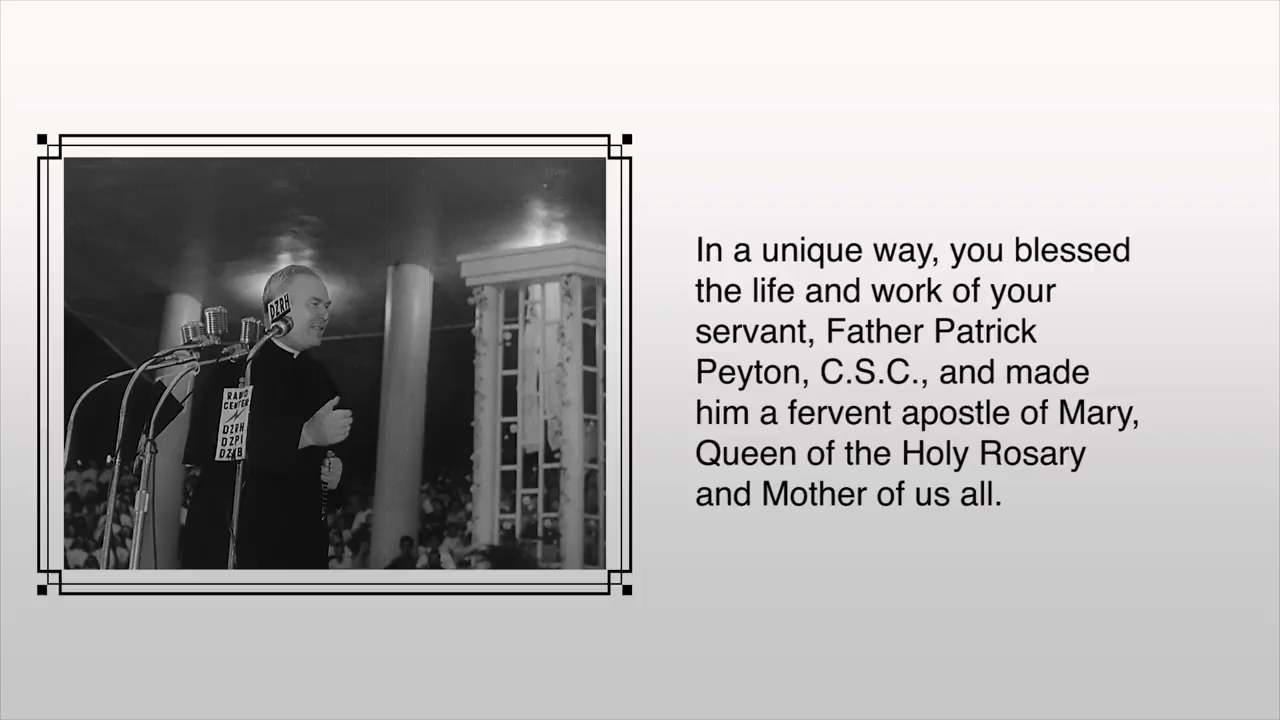 In a unique way, you blessed
the life and work of your
servant, Father Patrick
Peyton, C.S.C., and made
him a fervent apostle of Mary,
Queen of the Holy Rosary
and Mother of us all.
DZRH
RADIO
CENTER
DZRH
DZPI